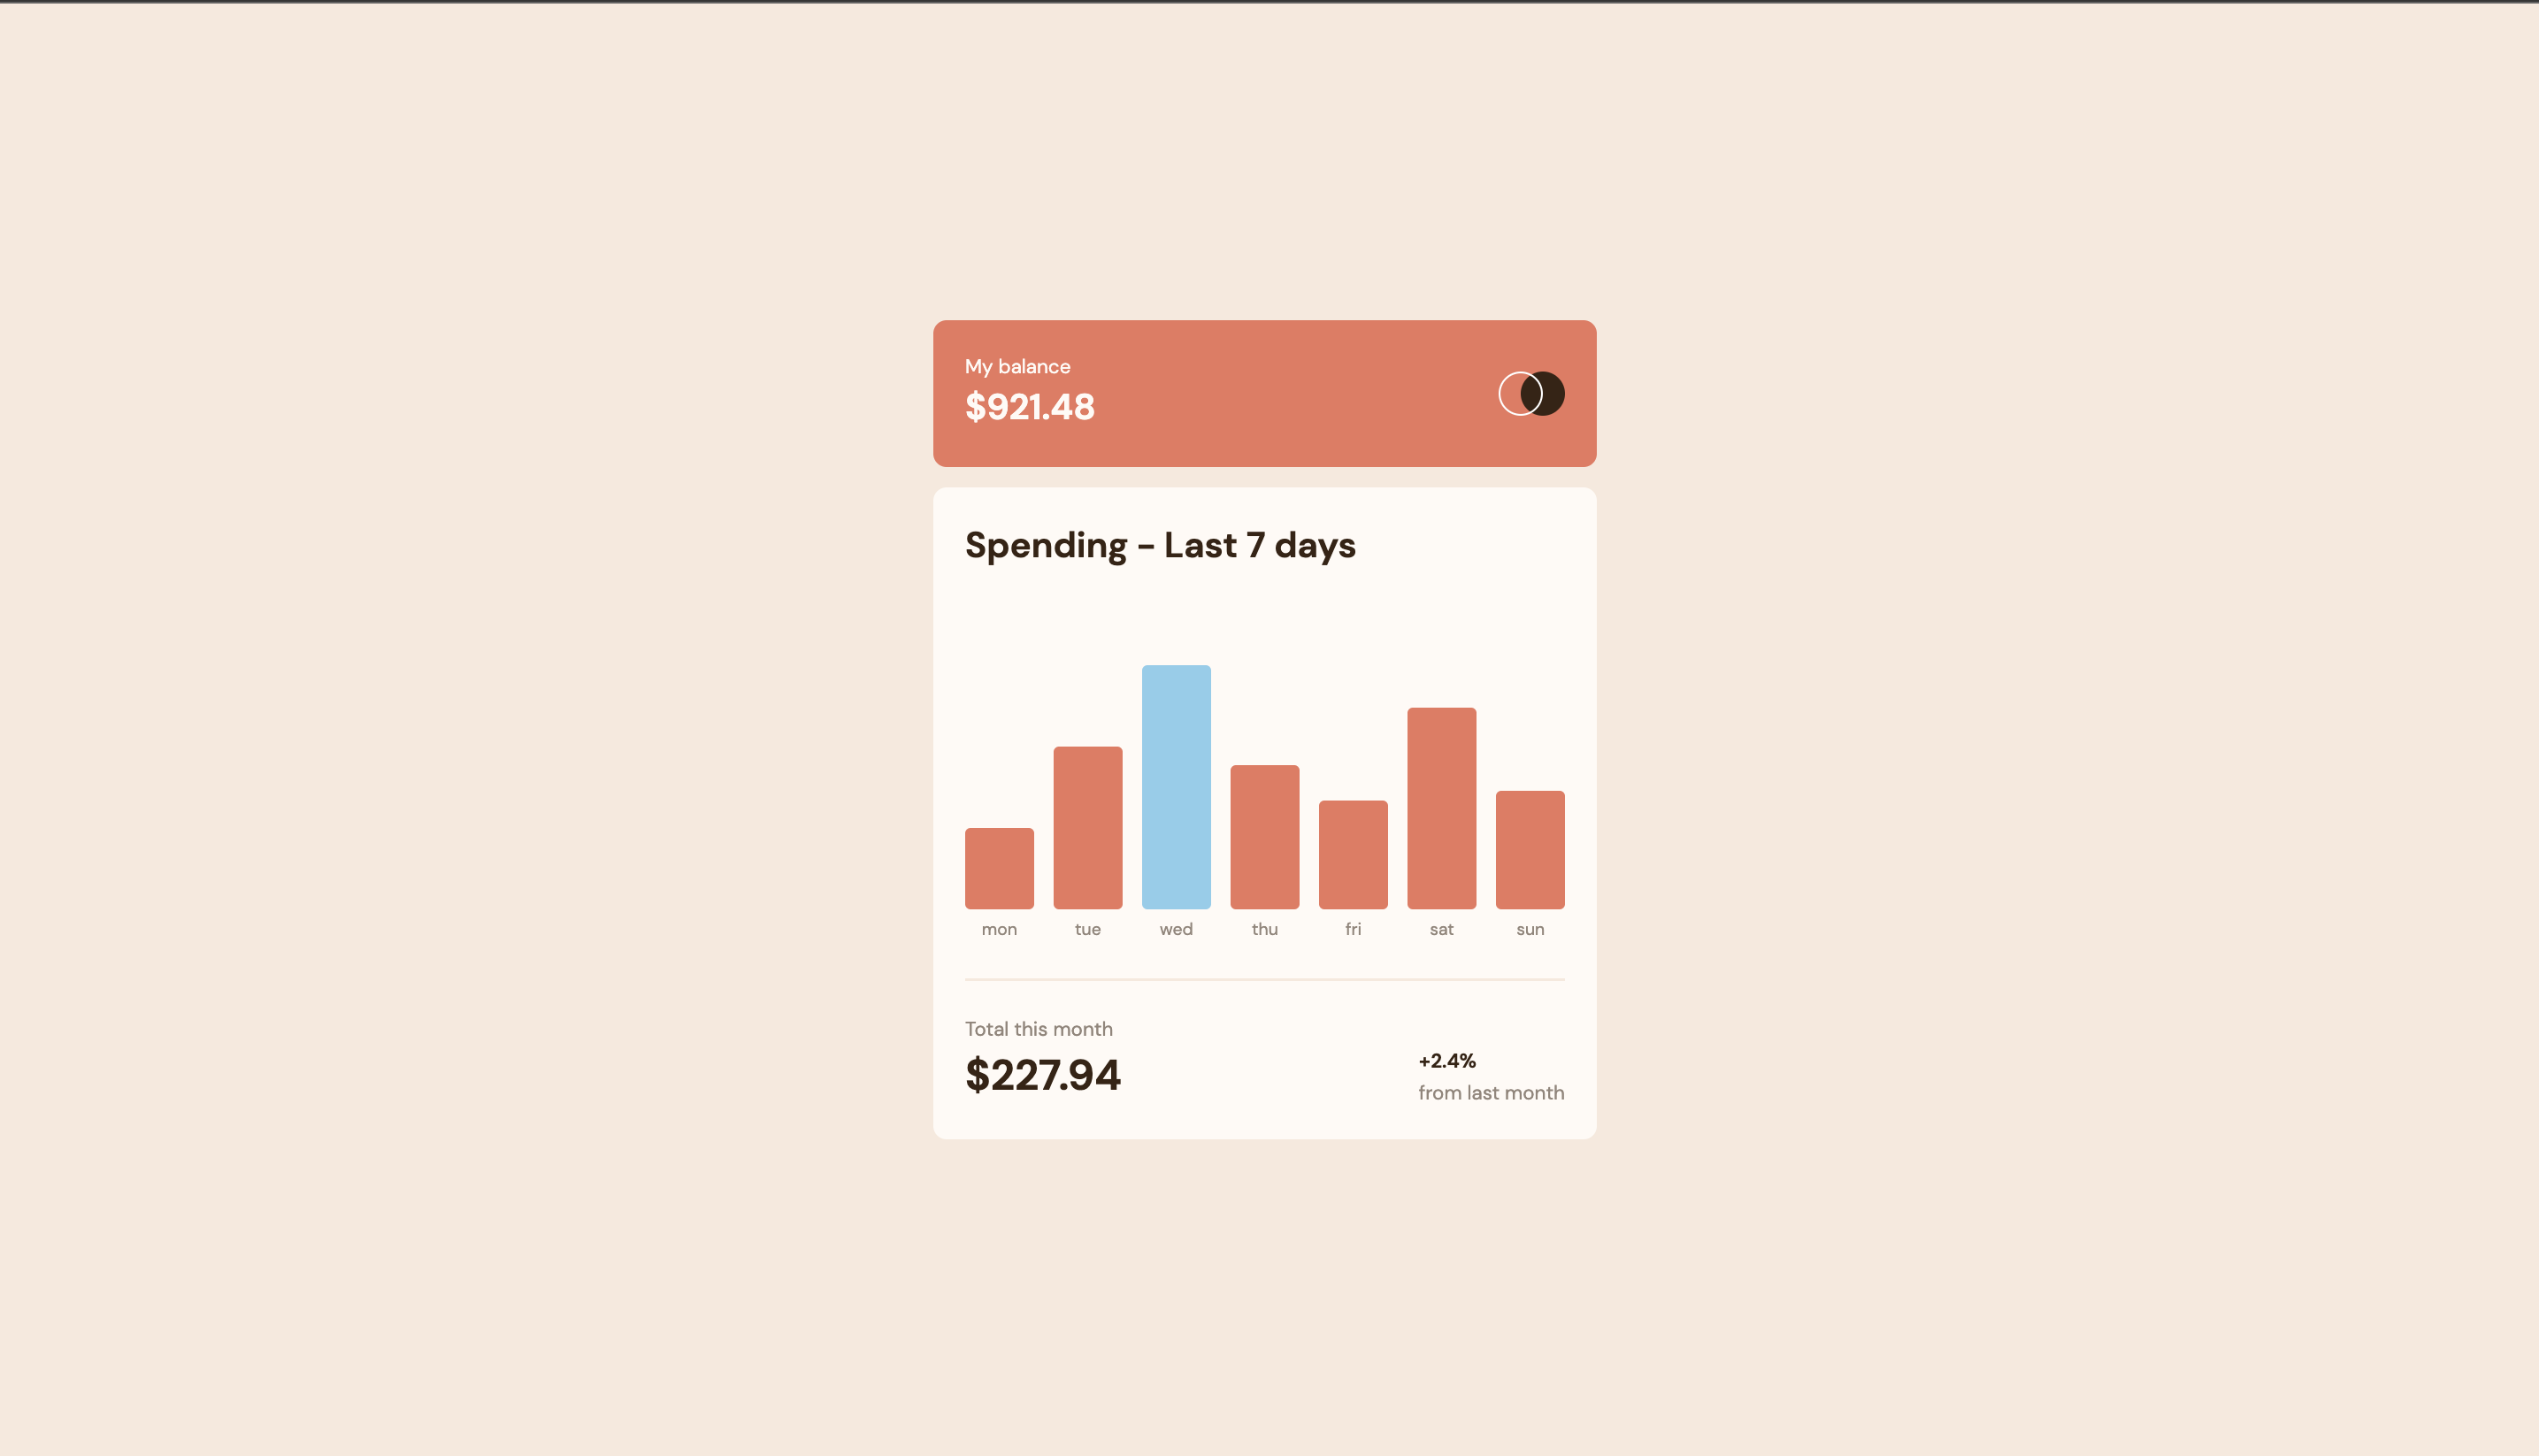 My balance
$921.48
Spending - Last 7 days
mon tue wed thu fri sat sun
Total this month
$227.94
+2.4%
from last month